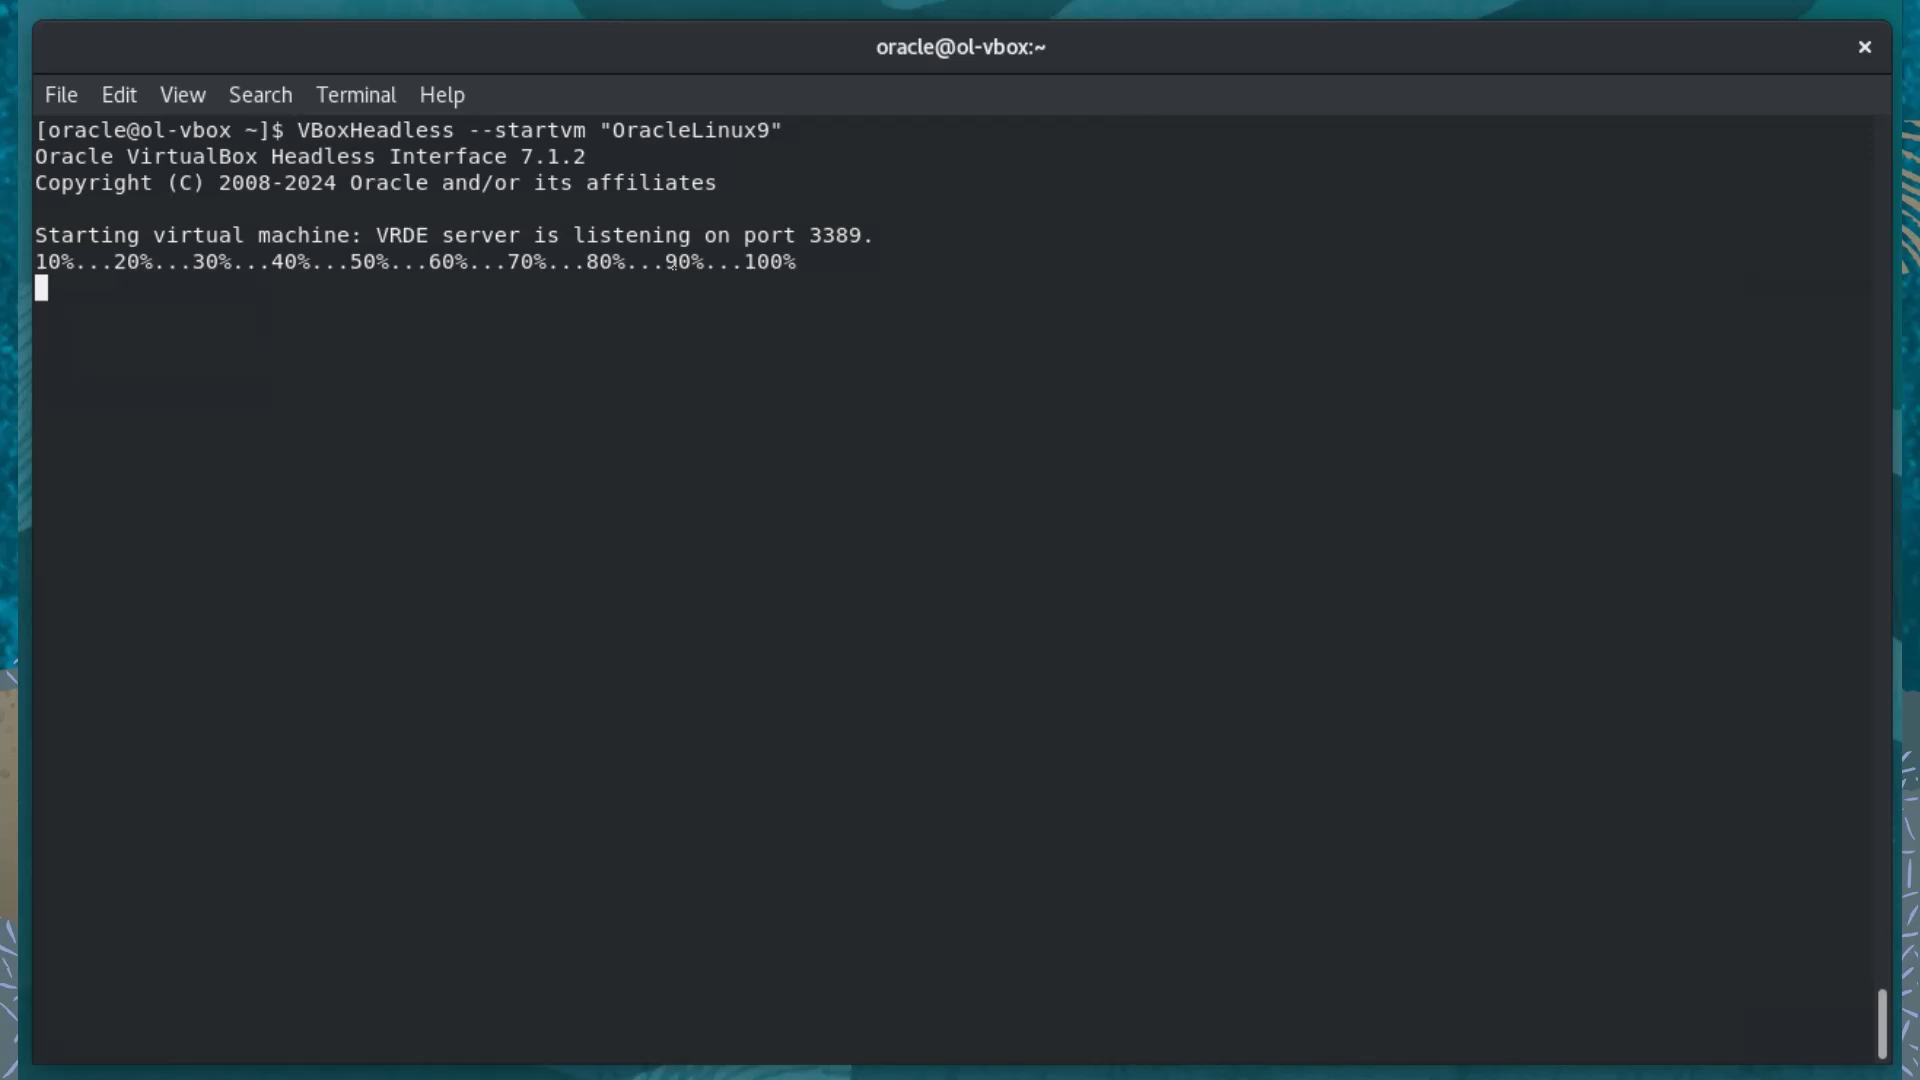 oracle@ol-vbox:~ ×
File Edit View Search Terminal Help
[oracle@ol-vbox ~]$ VBoxHeadless --startvm "OracleLinux9"
Oracle VirtualBox Headless Interface 7.1.2
Copyright (C) 2008-2024 Oracle and/or its affiliates
Starting virtual machine: VRDE server is listening on port 3389.
10%...20%...30%...40%...50%...60%...70%...80%...90%...100%